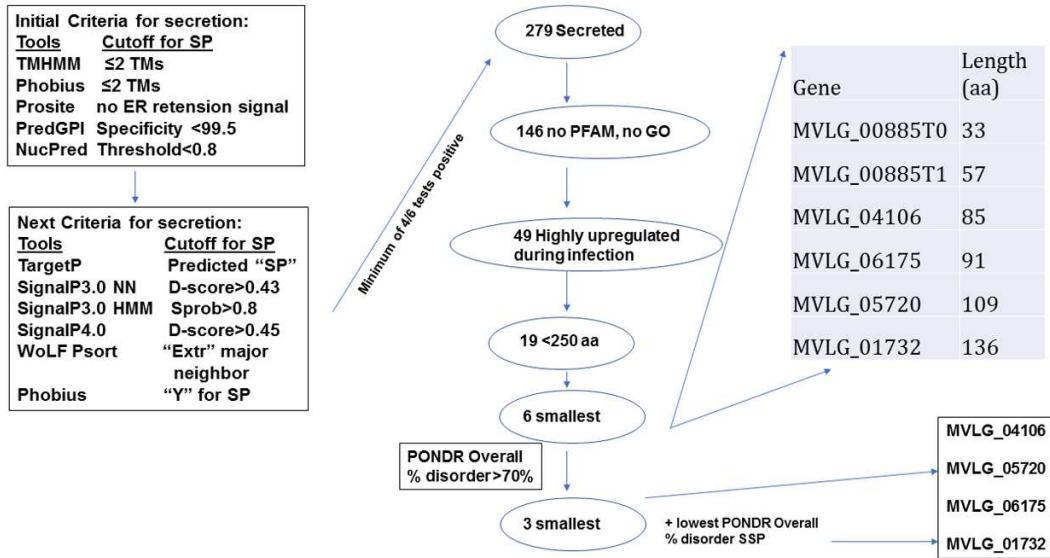 Initial Criteria for secretion:
Tools Cutoff for SP
TMHMM ≤2 TMs
Phobius ≤2 TMs
Prosite no ER retension signal
PredGPI Specificity <99.5
NucPred Threshold<0.8
Next Criteria for secretion:
Tools Cutoff for SP
TargetP Predicted “SP”
SignalP3.0 NN D-score>0.43
SignalP3.0 HMM Sprob>0.8
SignalP4.0 D-score>0.45
WoLF Psort “Extr” major
neighbor
Phobius “Y” for SP
Minimum of 4/6 tests positive
279 Secreted
146 no PFAM, no GO
49 Highly upregulated
during infection
19 <250 aa
6 smallest
PONDR Overall
% disorder>70%
3 smallest
+ lowest PONDR Overall
% disorder SSP
Length
Gene (aa)
MVLG_00885T0 33
MVLG_00885T1 57
MVLG_04106 85
MVLG_06175 91
MVLG_05720 109
MVLG_01732 136
MVLG_04106
MVLG_05720
MVLG_06175
MVLG_01732